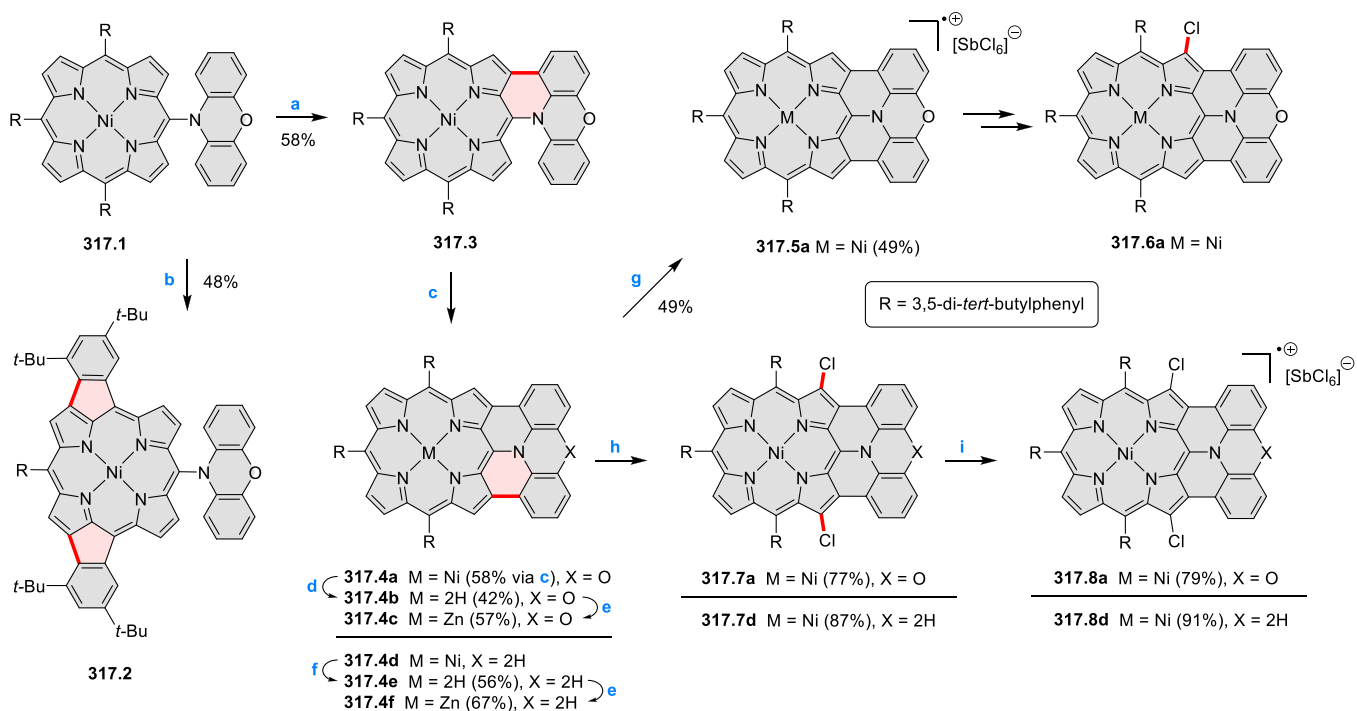 R
R
R
N
N
N
N
Ni
N
O
317.1
a
58%
R
R
R
N
N
N
N
Ni
N
O
317.3
R
R
R
N
N
N
N
M
N
O
•⊕
[SbCl6]⊖
317.5a M = Ni (49%)
R
Cl
R
R
N
N
N
N
M
N
O
317.6a M = Ni
b
48%
c
g
49%
R = 3,5-di-tert-butylphenyl
t-Bu
t-Bu
R
N
N
N
N
Ni
N
O
t-Bu
t-Bu
317.2
R
R
R
N
N
N
N
M
N
X
d
317.4a M = Ni (58% via c), X = O
317.4b M = 2H (42%), X = O
e
317.4c M = Zn (57%), X = O
f
317.4d M = Ni, X = 2H
317.4e M = 2H (56%), X = 2H
e
317.4f M = Zn (67%), X = 2H
h
R
Cl
R
R
Cl
N
N
N
N
Ni
N
X
317.7a M = Ni (77%), X = O
317.7d M = Ni (87%), X = 2H
i
R
Cl
R
R
Cl
N
N
N
N
Ni
N
X
•⊕
[SbCl6]⊖
317.8a M = Ni (79%), X = O
317.8d M = Ni (91%), X = 2H